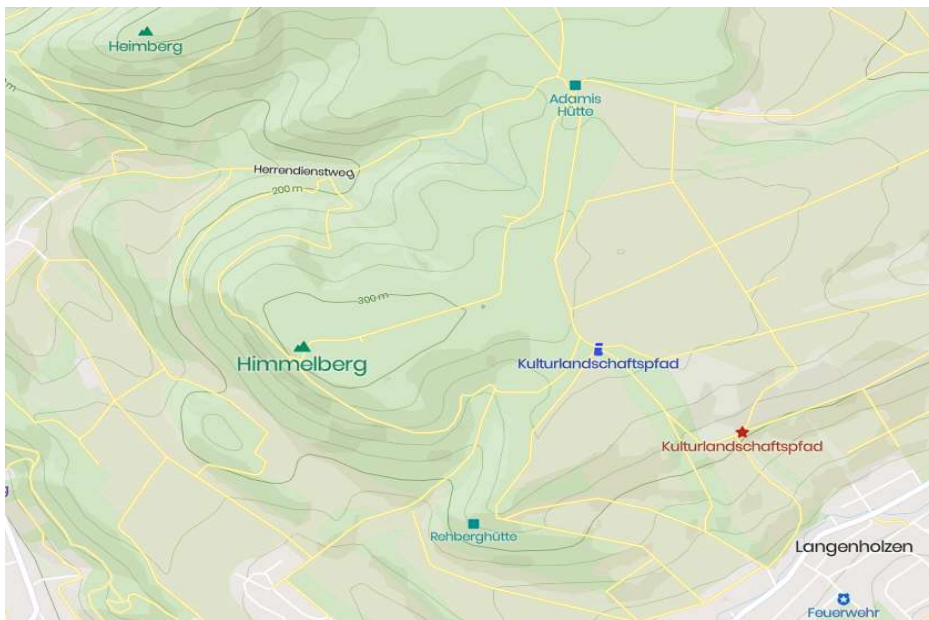 Heimberg
m
Adamis
Hütte
Herrendienstweg
200 m
300 m
Himmelberg
Kulturlandschaftspfad
Kulturlandschaftspfad
g
Rehberghütte
Langenholzen
Feuerwehr